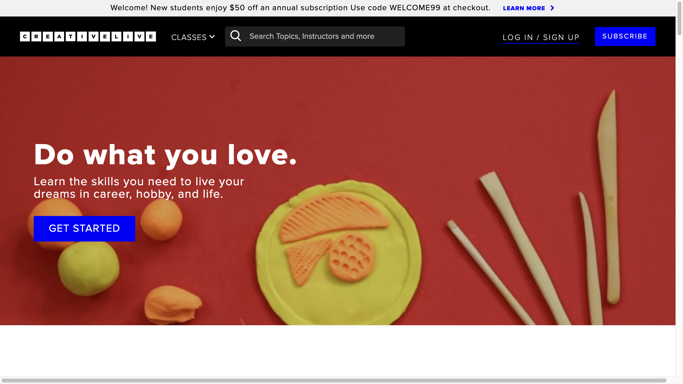 Welcome! New students enjoy $50 off an annual subscription Use code WELCOME99 at checkout. LEARN MORE
CREATIVELIVE CLASSES Search Topics, Instructors and more LOG IN / SIGN UP SUBSCRIBE
Do what you love.
Learn the skills you need to live your
dreams in career, hobby, and life.
GET STARTED